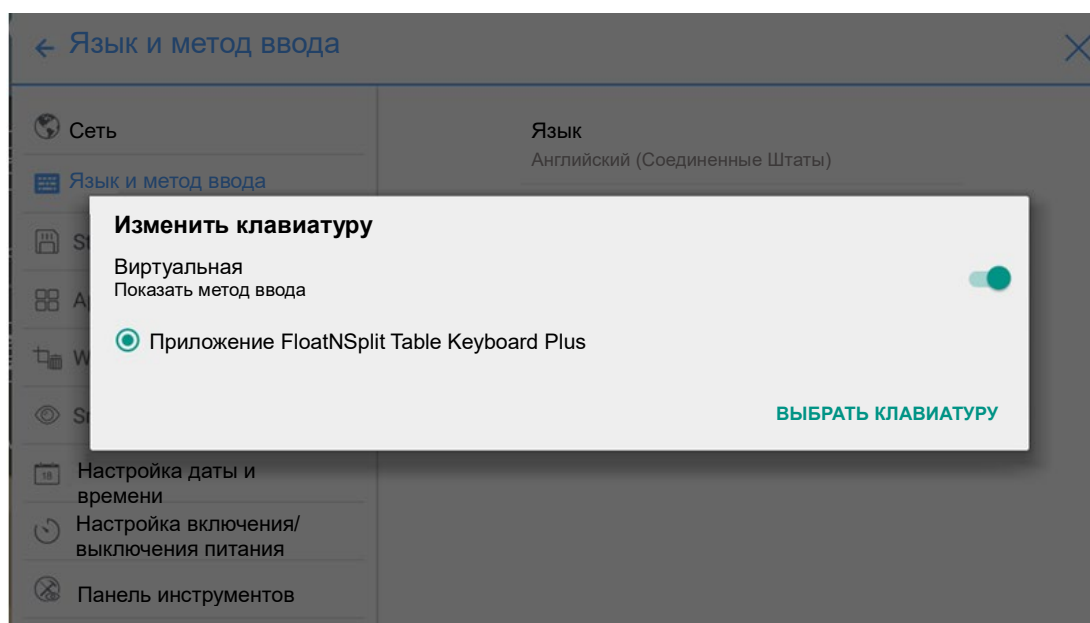 Язык и метод ввода
Сеть
Язык и метод ввода
Настройка даты и
времени
Настройка включения/
выключения питания
Панель инструментов
Язык
Английский (Соединенные Штаты)
Изменить клавиатуру
Виртуальная
Показать метод ввода
Приложение FloatNSplit Table Keyboard Plus
ВЫБРАТЬ КЛАВИАТУРУ
18